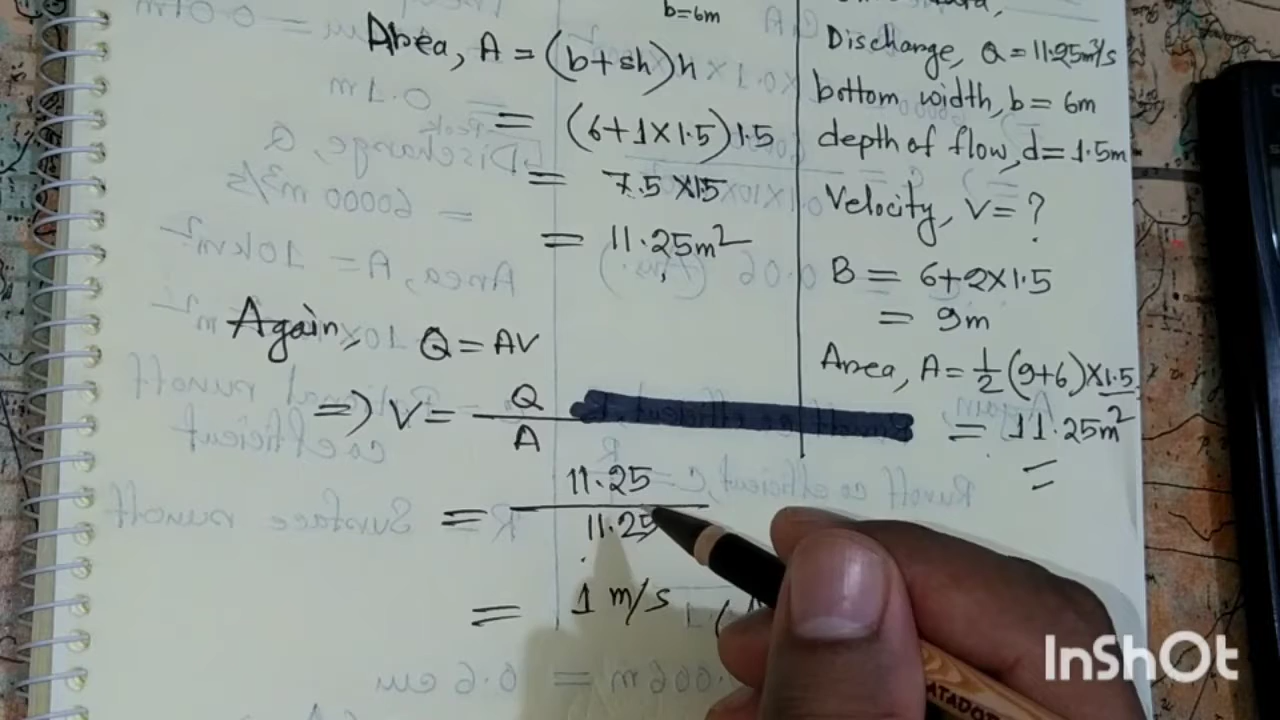 b=6m
Area, A = (b+sh)h
= (6+1×1.5)1.5
= 7.5×1.5
= 11.25m²
Again, Q = AV
=> V = Q/A
= 11.25/11.25
= 1 m/s
Discharge, Q = 11.25m³/s
bottom width, b = 6m
depth of flow, d = 1.5m
Velocity, V = ?
B = 6+2×1.5
= 9m
Area, A = 1/2 (9+6)×1.5
= 11.25m²
MATADOR
InShOt